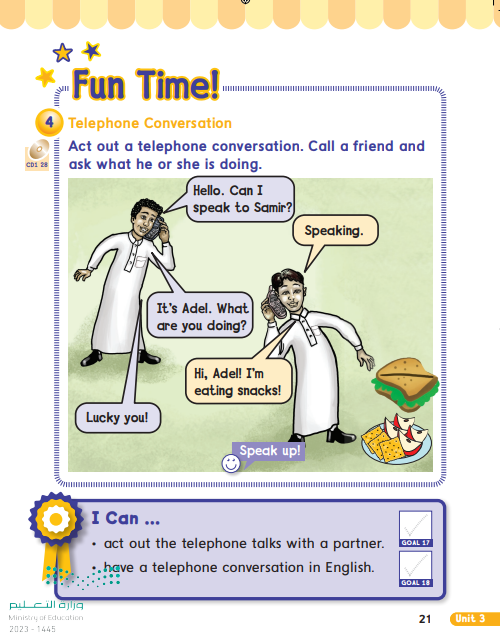 Fun Time!
4
Telephone Conversation
CD1 28
Act out a telephone conversation. Call a friend and
ask what he or she is doing.
Hello. Can I
speak to Samir?
Speaking.
It's Adel. What
are you doing?
Hi, Adel! I'm
eating snacks!
Lucky you!
Speak up!
I Can ...
• act out the telephone talks with a partner.
GOAL 17
• have a telephone conversation in English.
GOAL 18
وزارة التعليم
Ministry of Education
2023 - 1445
21
Unit 3